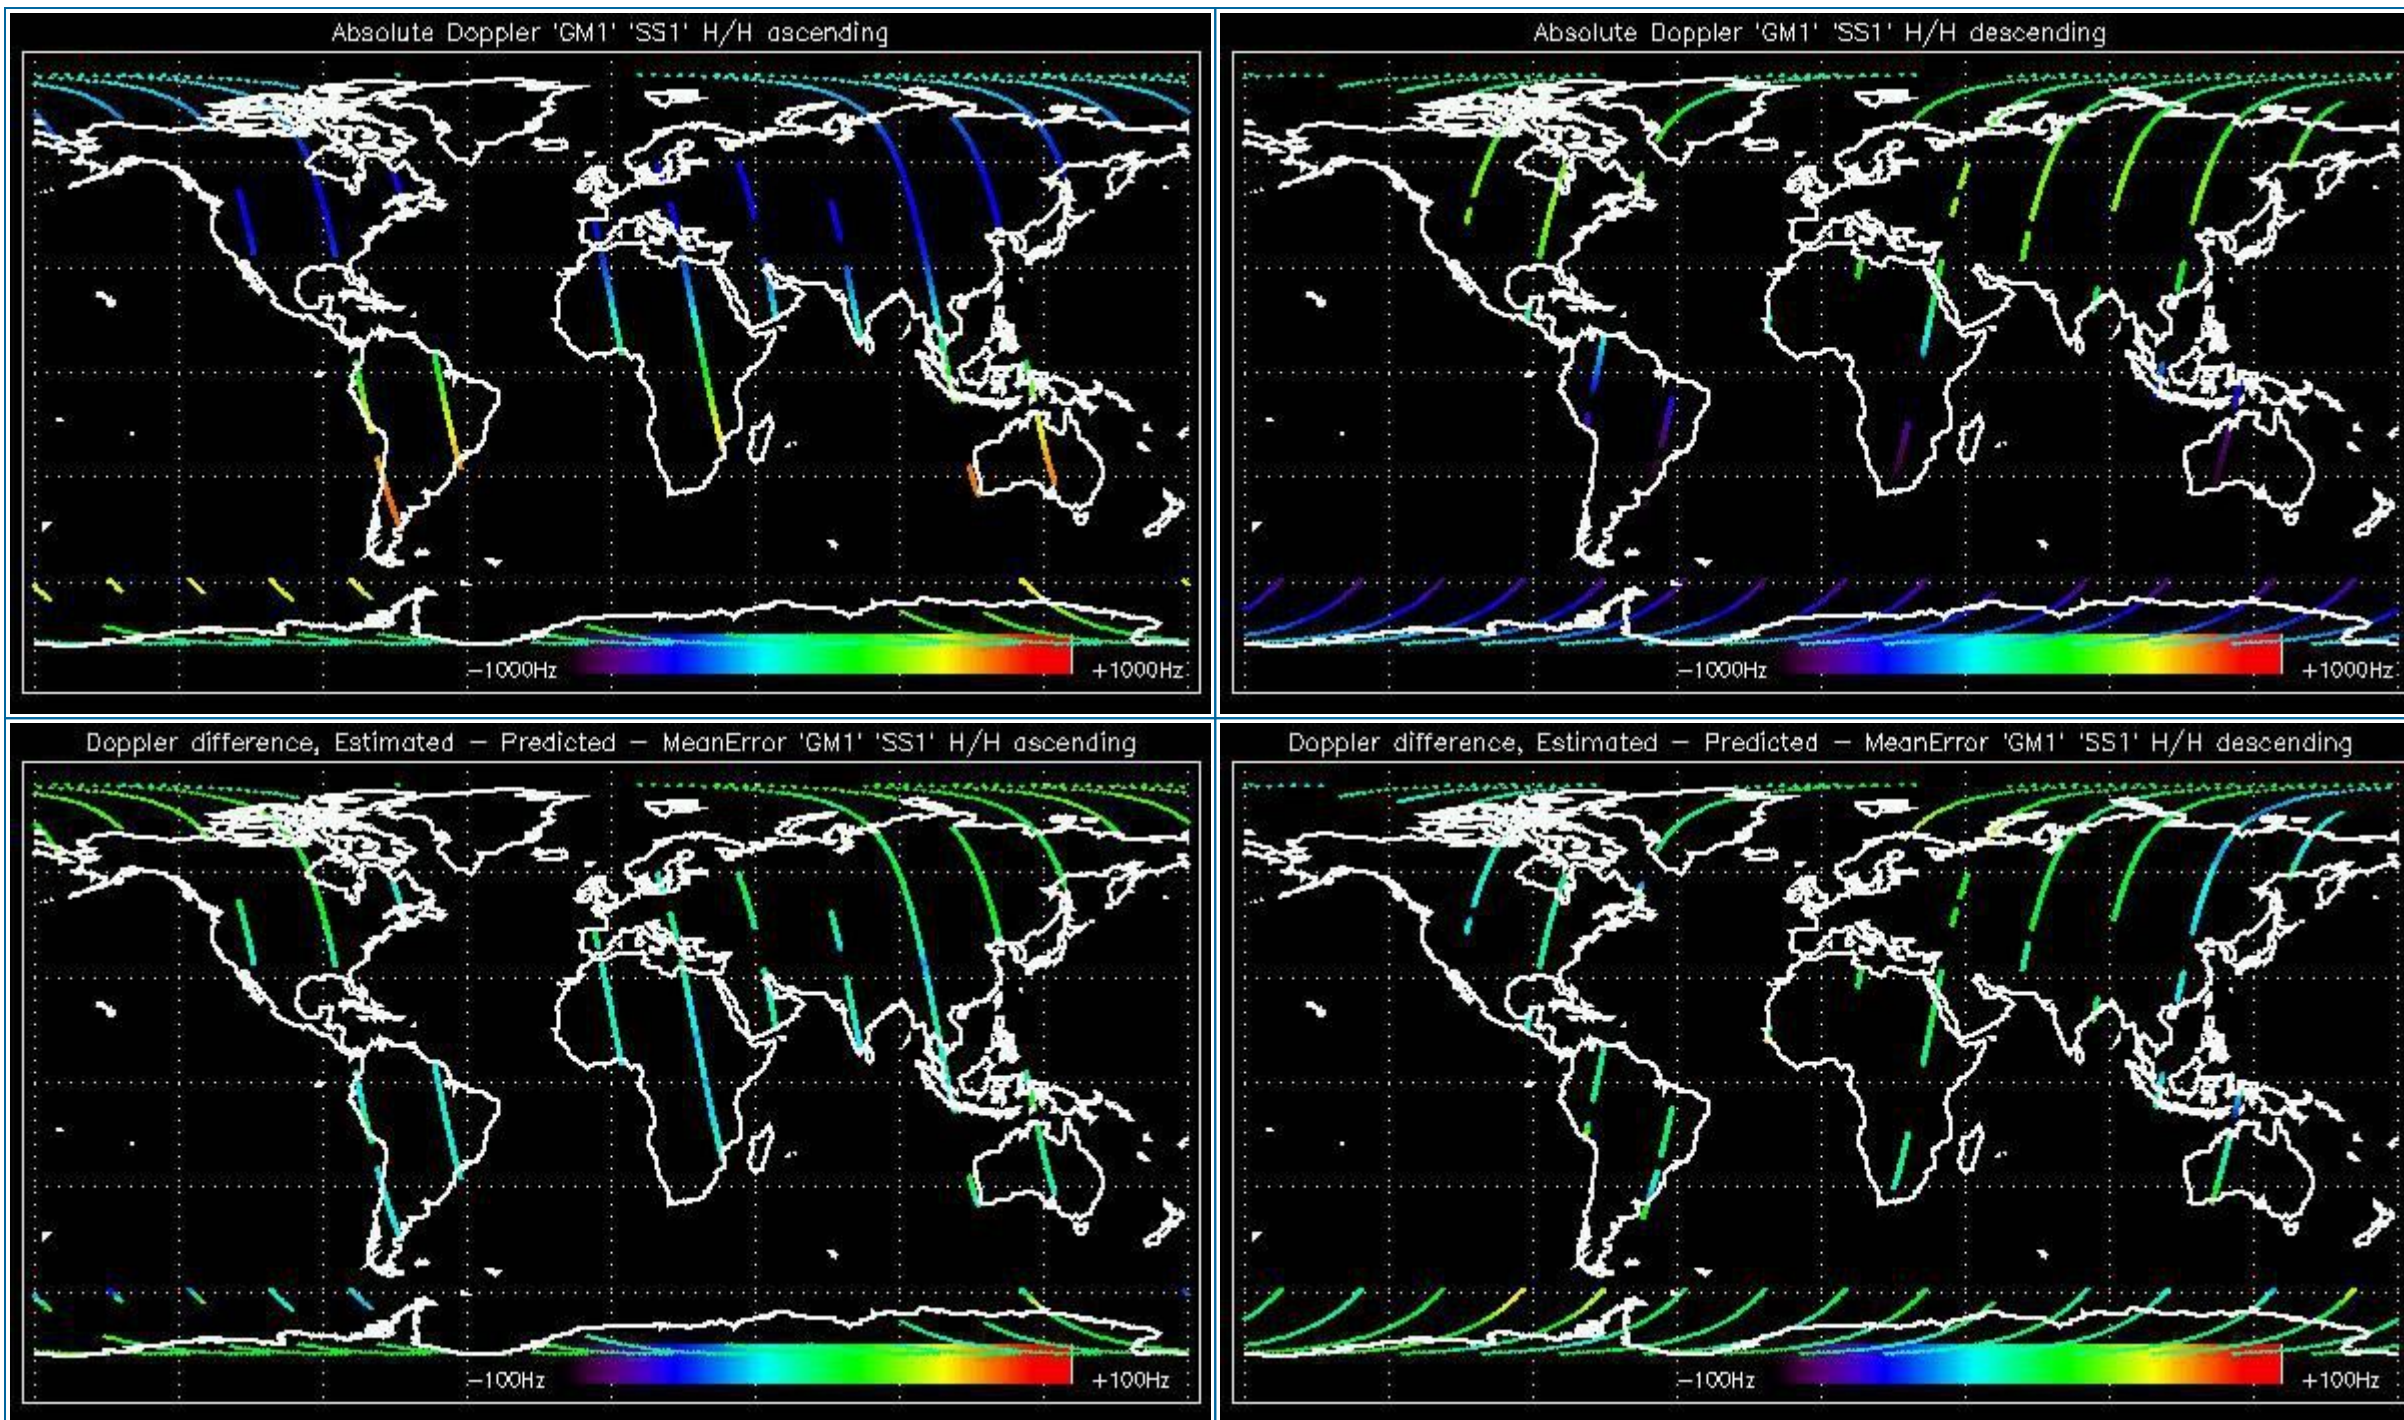 Absolute Doppler 'GM1' 'SS1' H/H ascending
−1000Hz
+1000Hz
Absolute Doppler 'GM1' 'SS1' H/H descending
−1000Hz
+1000Hz
Doppler difference, Estimated − Predicted − MeanError 'GM1' 'SS1' H/H ascending
−100Hz
+100Hz
Doppler difference, Estimated − Predicted − MeanError 'GM1' 'SS1' H/H descending
−100Hz
+100Hz